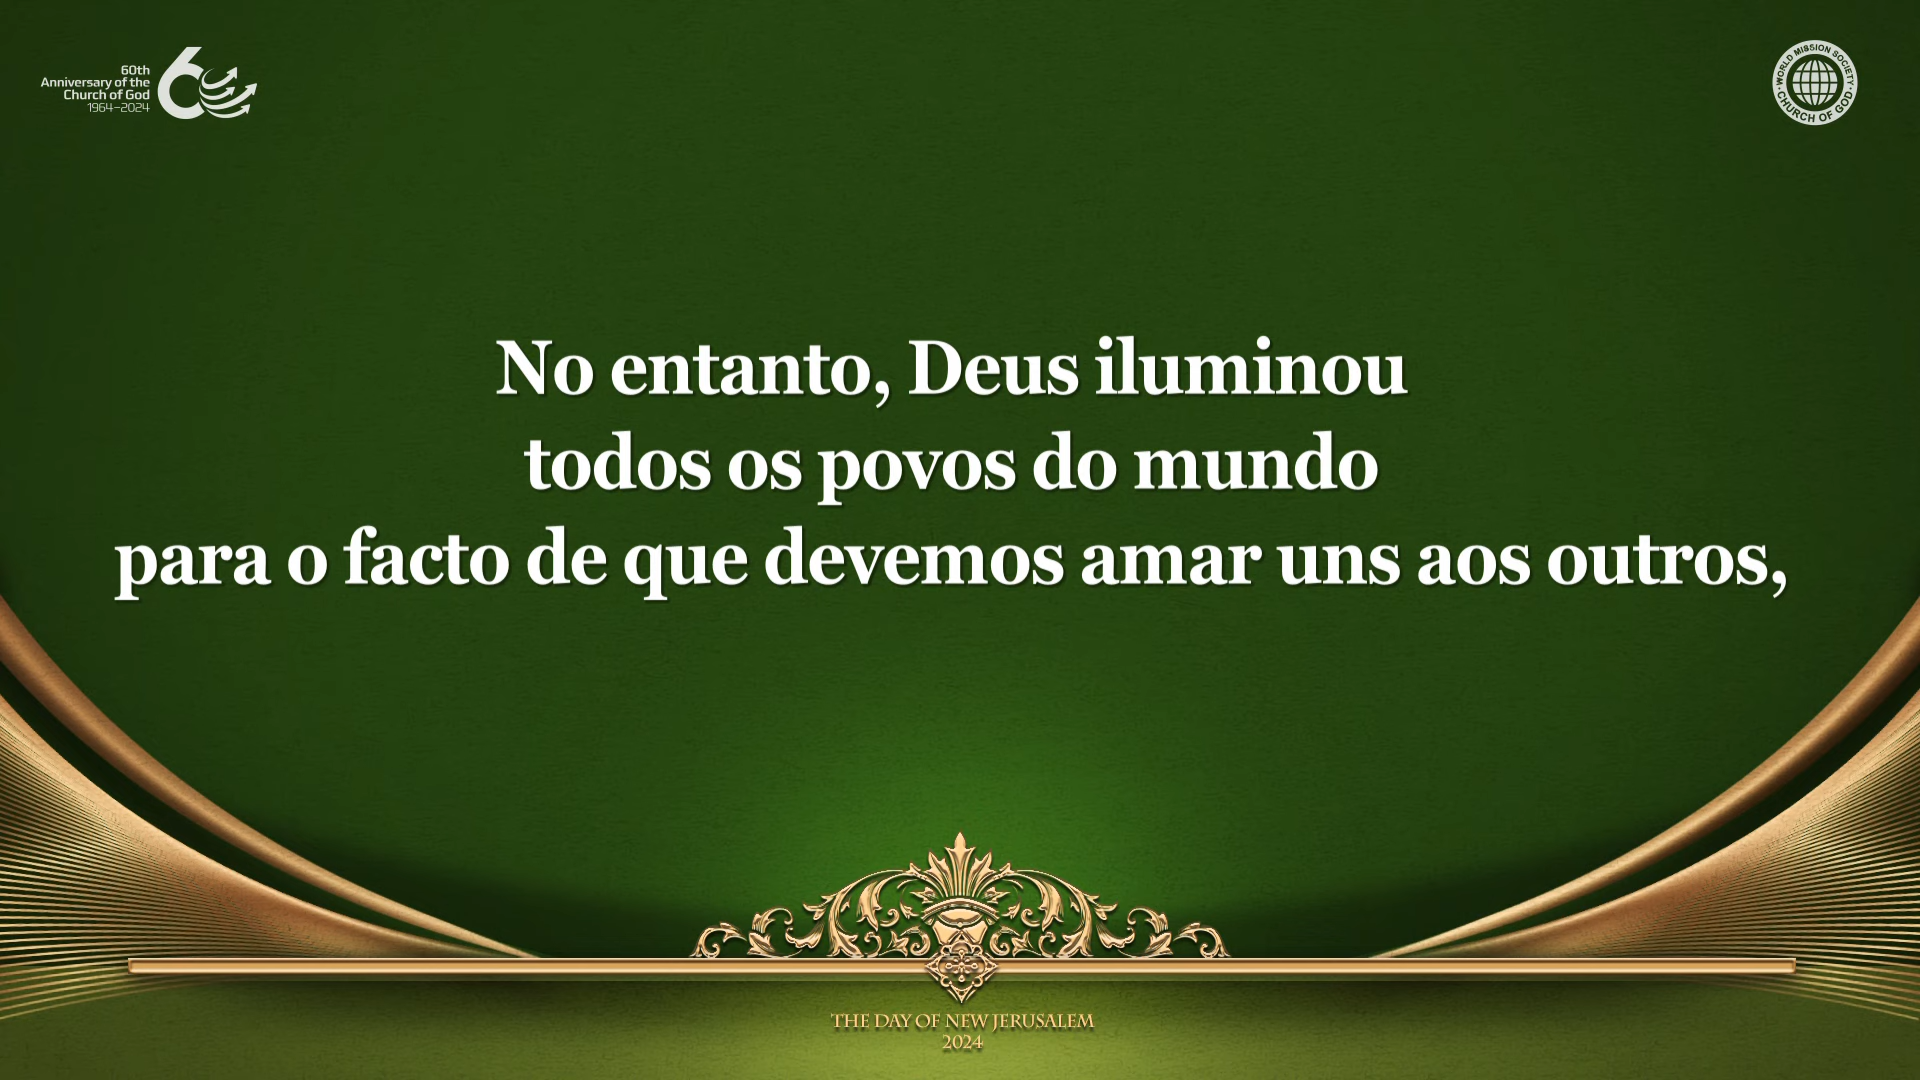 60th
Anniversary of the
Church of God
1964–2024
60
WORLD MISSION SOCIETY
CHURCH OF GOD
No entanto, Deus iluminou
todos os povos do mundo
para o facto de que devemos amar uns aos outros,
THE DAY OF NEW JERUSALEM
2024